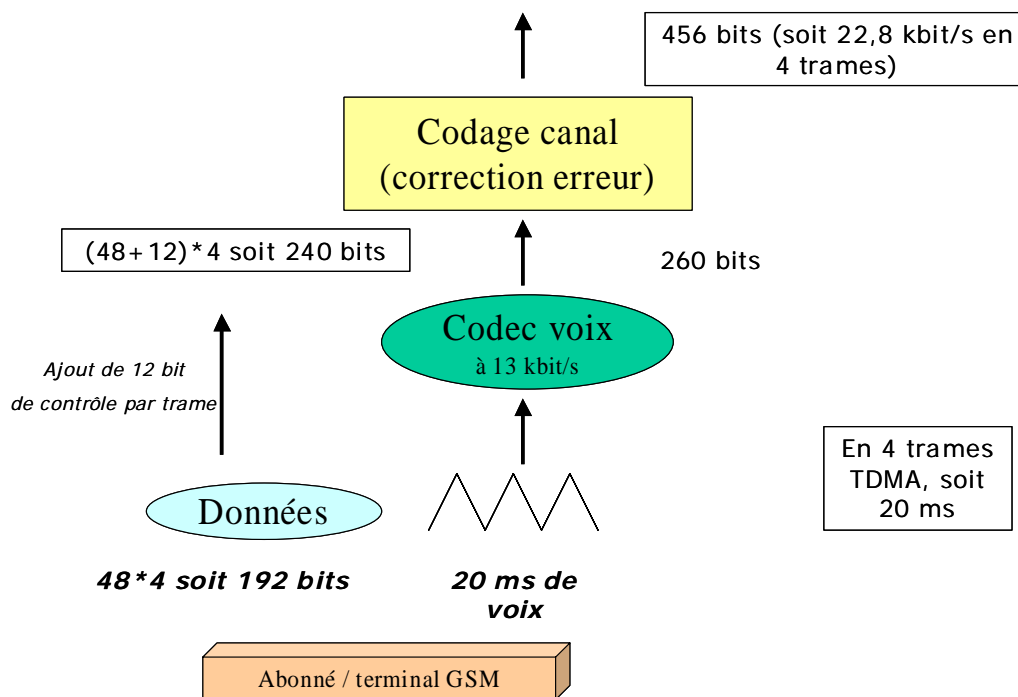 456 bits (soit 22,8 kbit/s en
4 trames)
Codage canal
(correction erreur)
(48+12)*4 soit 240 bits
260 bits
Codec voix
à 13 kbit/s
Ajout de 12 bit
de contrôle par trame
En 4 trames
TDMA, soit
20 ms
Données
48*4 soit 192 bits
20 ms de
voix
Abonné / terminal GSM